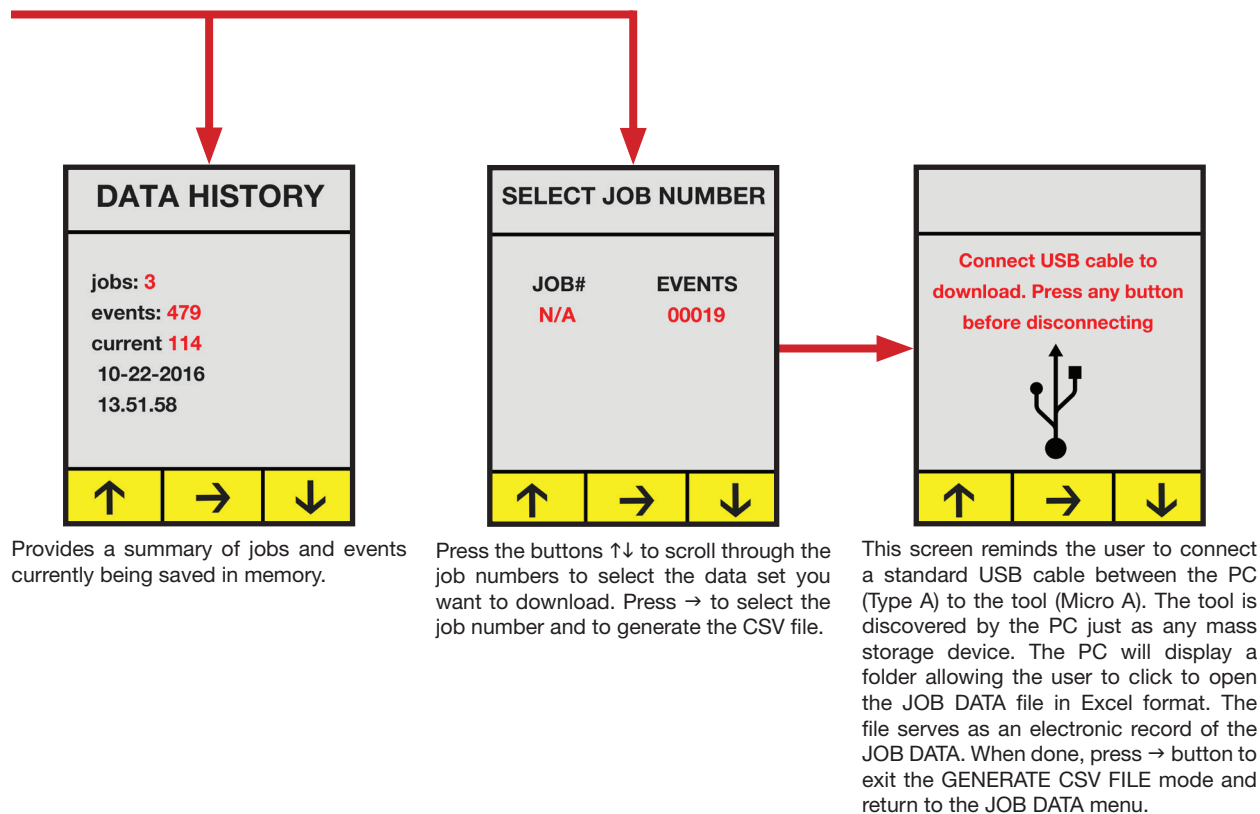 DATA HISTORY
jobs: 3
events: 479
current 114
10-22-2016
13.51.58
Provides a summary of jobs and events
currently being saved in memory.
SELECT JOB NUMBER
JOB# EVENTS
N/A 00019
Press the buttons ↑↓ to scroll through the
job numbers to select the data set you
want to download. Press → to select the
job number and to generate the CSV file.
Connect USB cable to
download. Press any button
before disconnecting
This screen reminds the user to connect
a standard USB cable between the PC
(Type A) to the tool (Micro A). The tool is
discovered by the PC just as any mass
storage device. The PC will display a
folder allowing the user to click to open
the JOB DATA file in Excel format. The
file serves as an electronic record of the
JOB DATA. When done, press → button to
exit the GENERATE CSV FILE mode and
return to the JOB DATA menu.